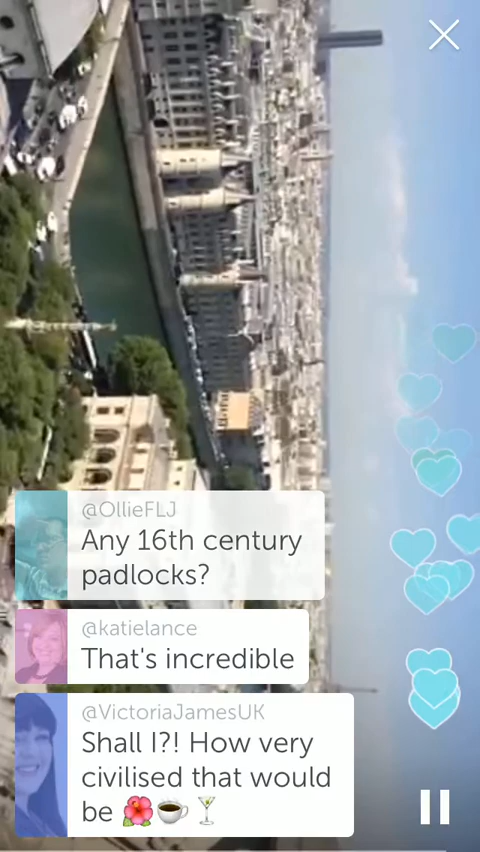 @OllieFLJ
Any 16th century
padlocks?
@katielance
That's incredible
@VictoriaJamesUK
Shall I?! How very
civilised that would
be 🌺☕🍸